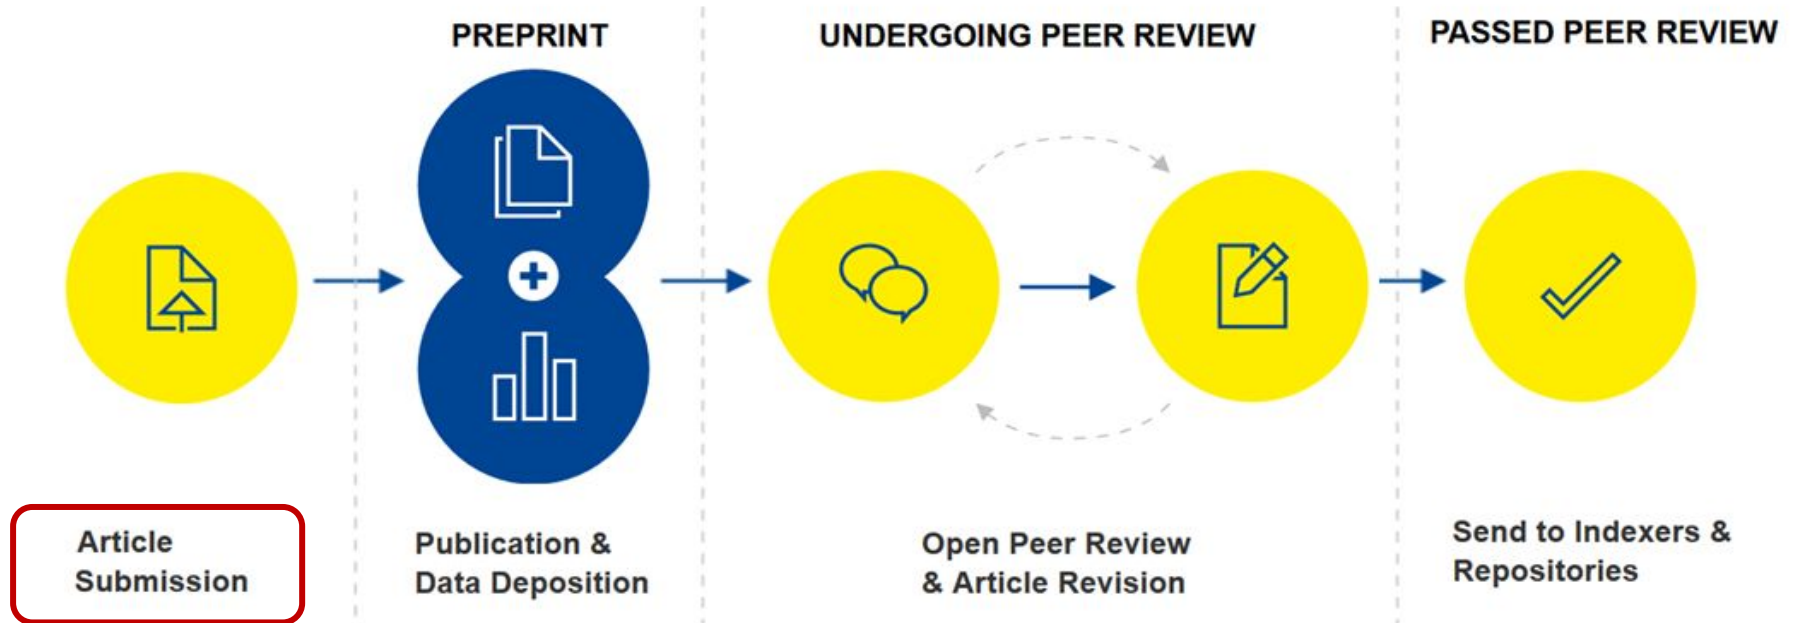 PREPRINT
UNDERGOING PEER REVIEW
PASSED PEER REVIEW
Article
Submission
Publication &
Data Deposition
Open Peer Review
& Article Revision
Send to Indexers &
Repositories